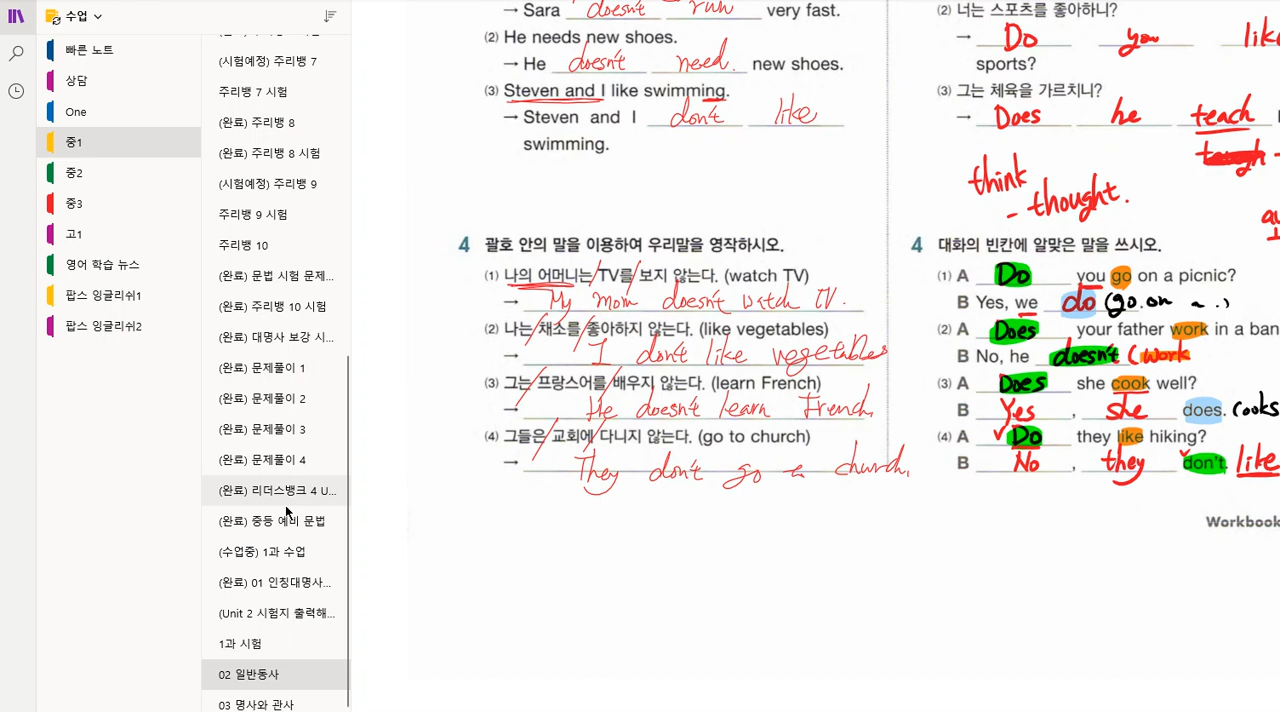 수업
빠른 노트
상담
One
중1
중2
중3
고1
영어 학습 뉴스
팝스 잉글리쉬1
팝스 잉글리쉬2
(시험예정) 주리뱅 7
주리뱅 7 시험
(완료) 주리뱅 8
(완료) 주리뱅 8 시험
(시험예정) 주리뱅 9
주리뱅 9 시험
주리뱅 10
(완료) 문법 시험 문제...
(완료) 주리뱅 10 시험
(완료) 대명사 보강 시...
(완료) 문제풀이 1
(완료) 문제풀이 2
(완료) 문제풀이 3
(완료) 문제풀이 4
(완료) 리더스뱅크 4 U...
(완료) 중등 예비 문법
(수업중) 1과 수업
(완료) 01 인칭대명사...
(Unit 2 시험지 출력해...
1과 시험
02 일반동사
03 명사와 관사
→ Sara doesn't run very fast.
(2) He needs new shoes.
→ He doesn't need. new shoes.
(3) Steven and I like swimming.
→ Steven and I don't like
swimming.
4 괄호 안의 말을 이용하여 우리말을 영작하시오.
(1) 나의 어머니는 TV를 보지 않는다. (watch TV)
→ My mom doesn't watch TV.
(2) 나는 채소를 좋아하지 않는다. (like vegetables)
→ I don't like vegetables
(3) 그는 프랑스어를 배우지 않는다. (learn French)
→ He doesn't learn French.
(4) 그들은 교회에 다니지 않는다. (go to church)
→ They don't go church.
(2) 너는 스포츠를 좋아하니?
→ Do you lik
sports?
(3) 그는 체육을 가르치니?
→ Does he teach
think
- thought.
4 대화의 빈칸에 알맞은 말을 쓰시오.
(1) A Do you go on a picnic?
B Yes, we do (go on ~.)
(2) A Does your father work in a ban
B No, he doesn't (work
(3) A Does she cook well?
B Yes, she does. cooks
(4) A Do they like hiking?
B No, they don't. like
Workbook